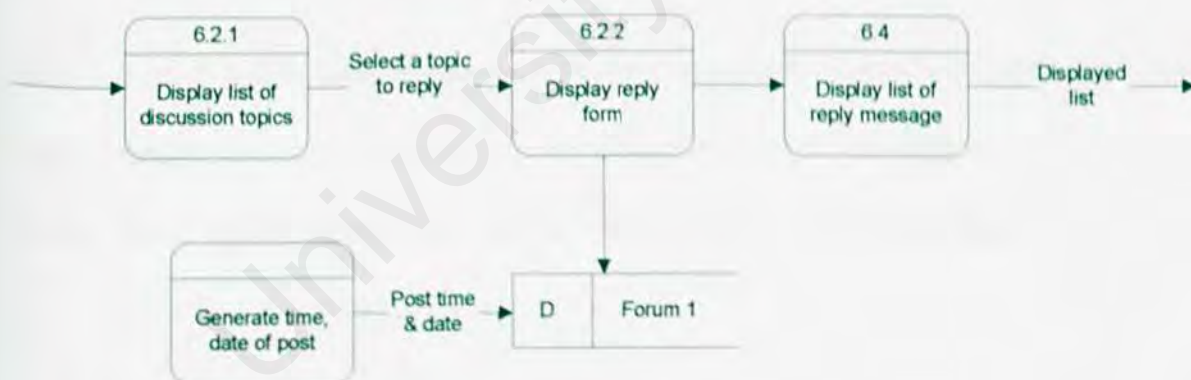 6.2.1
Display list of
discussion topics
Select a topic
to reply
6.2.2
Display reply
form
6.4
Display list of
reply message
Displayed
list
Generate time,
date of post
Post time
& date
D
Forum 1
University